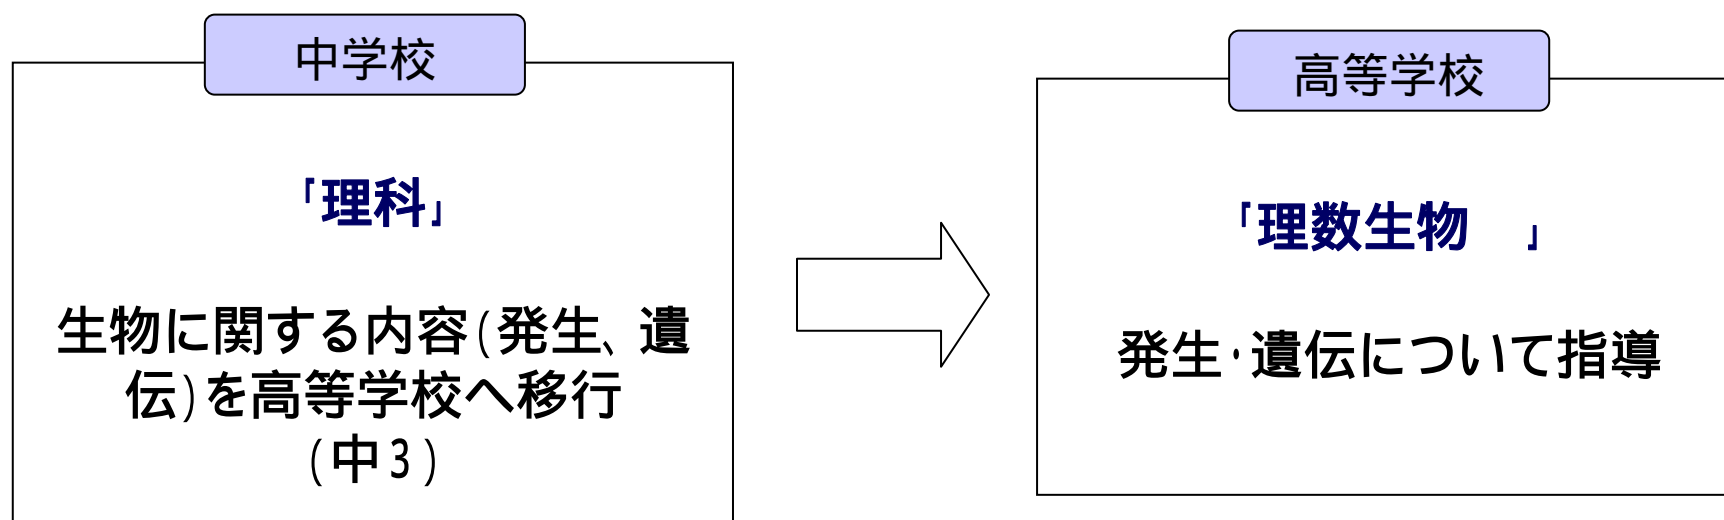 中学校
「理科」
生物に関する内容(発生、遺
伝)を高等学校へ移行
(中3)
高等学校
「理数生物　」
発生・遺伝について指導